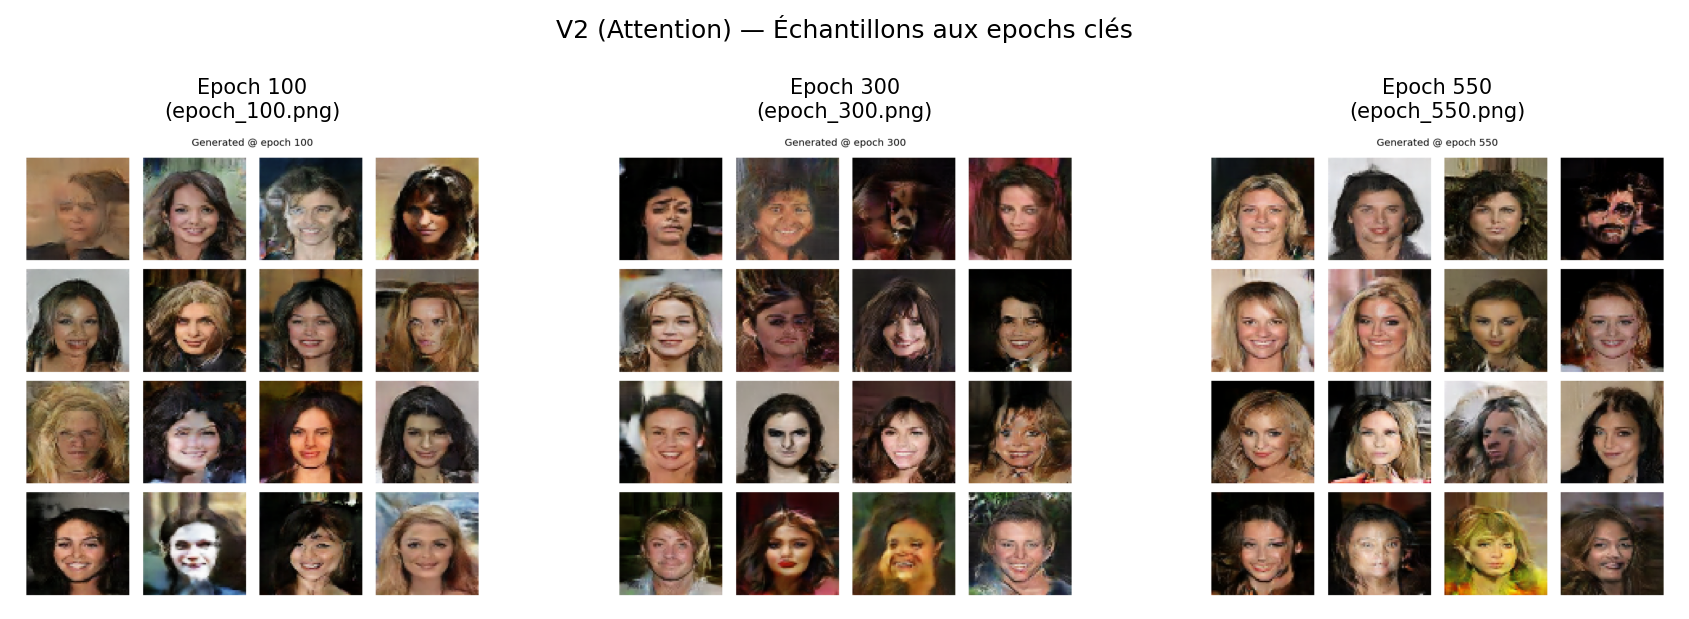 V2 (Attention) — Échantillons aux epochs clés
Epoch 100
(epoch_100.png)
Generated @ epoch 100
Epoch 300
(epoch_300.png)
Generated @ epoch 300
Epoch 550
(epoch_550.png)
Generated @ epoch 550